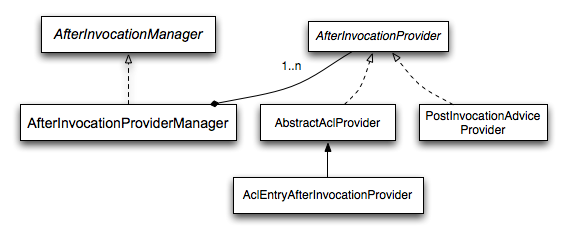 AfterInvocationManager
AfterInvocationProvider
1..n
AfterInvocationProviderManager
AbstractAclProvider
PostInvocationAdvice
Provider
AclEntryAfterInvocationProvider